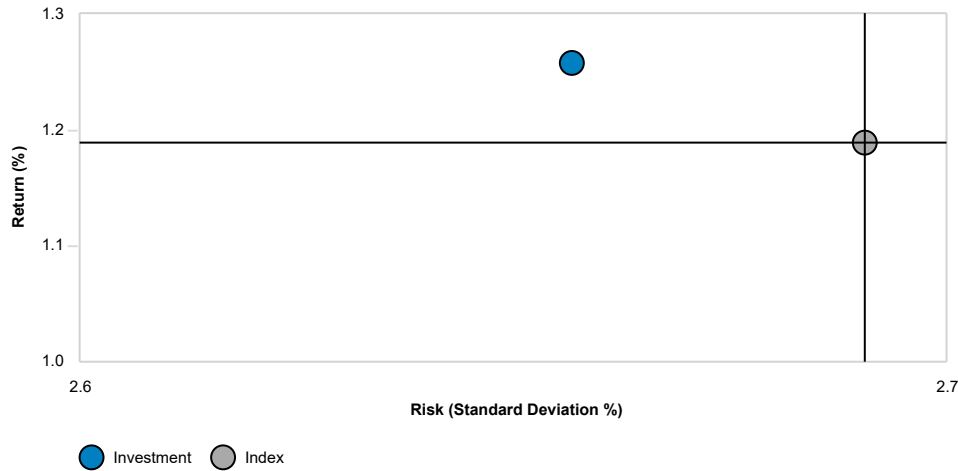 1.3
1.2
1.1
1.0
Return (%)
2.6
2.7
Risk (Standard Deviation %)
Investment
Index